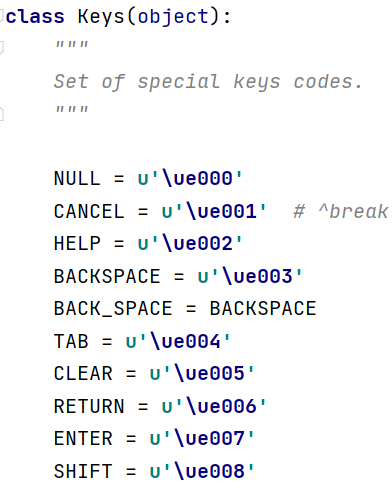 class Keys(object):
    """
    Set of special keys codes.
    """

    NULL = u'\ue000'
    CANCEL = u'\ue001'  # ^break
    HELP = u'\ue002'
    BACKSPACE = u'\ue003'
    BACK_SPACE = BACKSPACE
    TAB = u'\ue004'
    CLEAR = u'\ue005'
    RETURN = u'\ue006'
    ENTER = u'\ue007'
    SHIFT = u'\ue008'